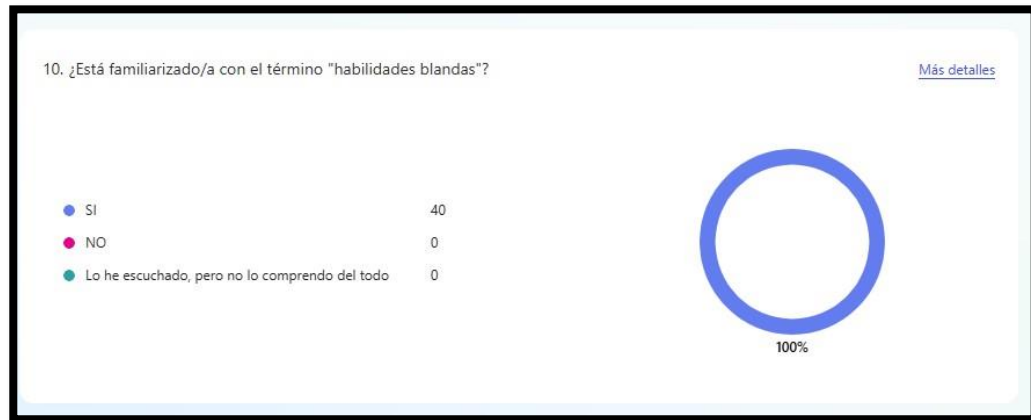 10. ¿Está familiarizado/a con el término "habilidades blandas"?
Más detalles
SI 40
NO 0
Lo he escuchado, pero no lo comprendo del todo 0
100%